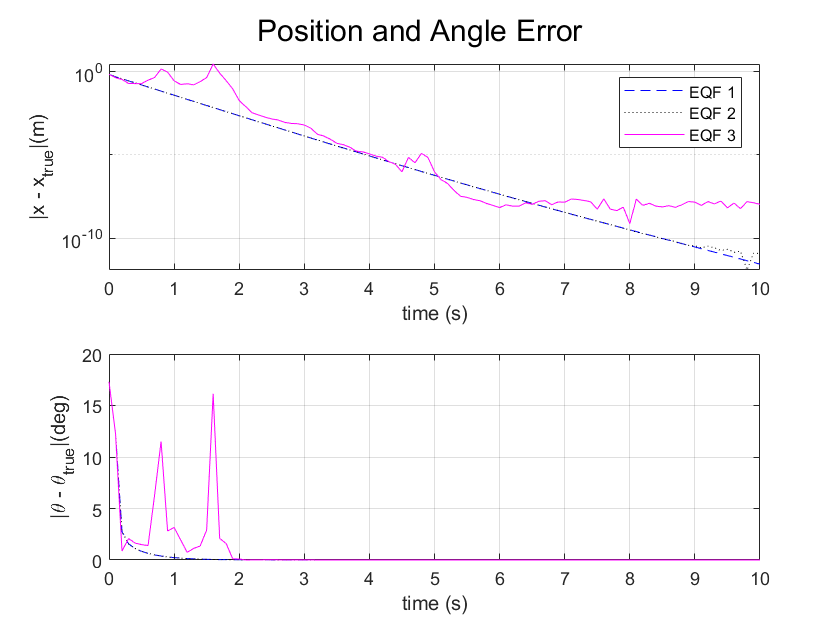 Position and Angle Error
10^0
10^-10
|x - x_true|(m)
EQF 1
EQF 2
EQF 3
0 1 2 3 4 5 6 7 8 9 10
time (s)
20
15
10
5
0
|θ - θ_true|(deg)
0 1 2 3 4 5 6 7 8 9 10
time (s)